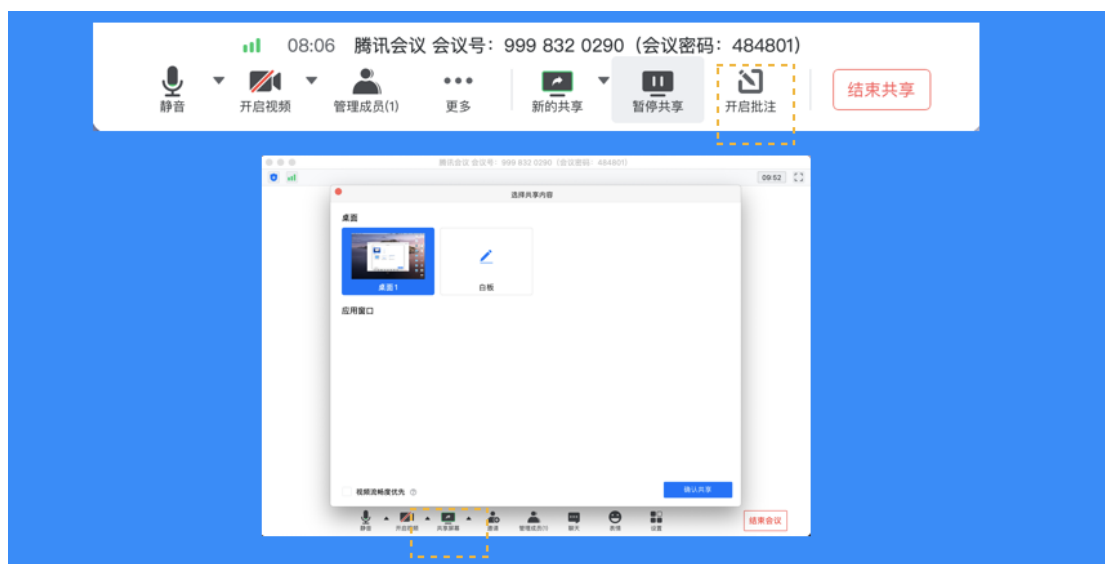 08:06 腾讯会议 会议号：999 832 0290（会议密码：484801）
静音 开启视频 管理成员(1) 更多 新的共享 暂停共享 开启批注 结束共享
腾讯会议 会议号：999 832 0290（会议密码：484801）
09:52
选择共享内容
桌面
桌面1 白板
应用窗口
视频流畅度优先
确认共享
静音 开启视频 共享屏幕 邀请 管理成员(1) 聊天 表情 设置 结束会议